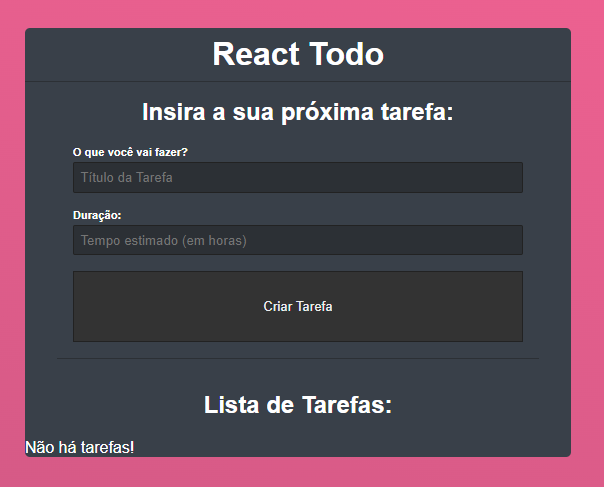 React Todo
Insira a sua próxima tarefa:
O que você vai fazer?
Título da Tarefa
Duração:
Tempo estimado (em horas)
Criar Tarefa
Lista de Tarefas:
Não há tarefas!